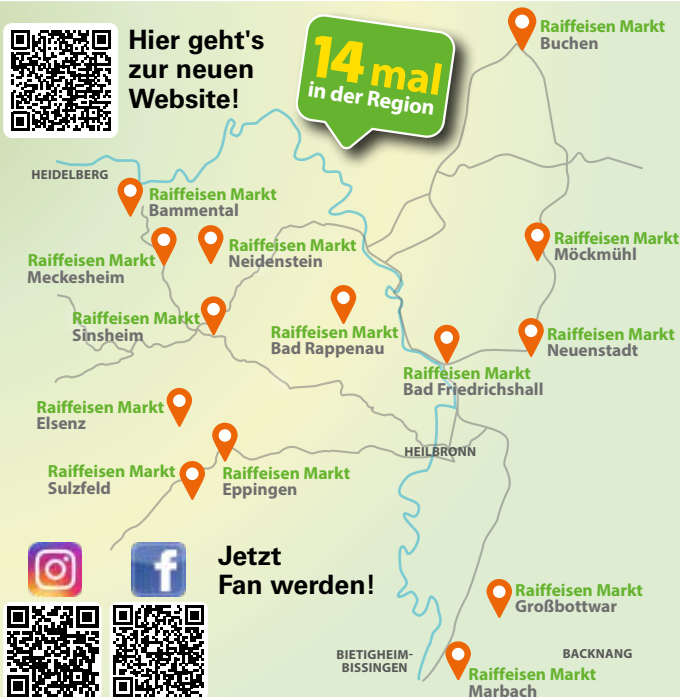 Hier geht's
zur neuen
Website!
14 mal
in der Region
Raiffeisen Markt
Buchen
HEIDELBERG
Raiffeisen Markt
Bammental
Raiffeisen Markt
Meckesheim
Raiffeisen Markt
Neidenstein
Raiffeisen Markt
Möckmühl
Raiffeisen Markt
Sinsheim
Raiffeisen Markt
Bad Rappenau
Raiffeisen Markt
Neuenstadt
Raiffeisen Markt
Bad Friedrichshall
Raiffeisen Markt
Elsenz
HEILBRONN
Raiffeisen Markt
Sulzfeld
Raiffeisen Markt
Eppingen
f
Jetzt
Fan werden!
Raiffeisen Markt
Großbottwar
BIETIGHEIM-
BISSINGEN
BACKNANG
Raiffeisen Markt
Marbach